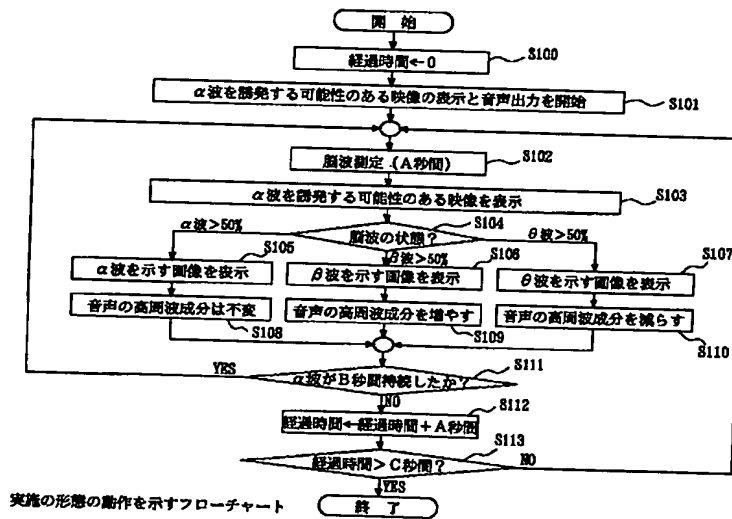 開 始
経過時間←0
S100
α波を誘発する可能性のある映像の表示と音声出力を開始
S101
脳波測定.(A秒間)
S102
α波を誘発する可能性のある映像を表示
S103
脳波の状態?
S104
α波>50%
β波>50%
θ波>50%
α波を示す画像を表示
S105
β波を示す画像を表示
S106
θ波を示す画像を表示
S107
音声の高周波成分は不変
S108
音声の高周波成分を増やす
S109
音声の高周波成分を減らす
S110
α波がB秒間持続したか?
S111
YES
NO
経過時間←経過時間+A秒間
S112
経過時間>C秒間?
S113
NO
YES
終 了
実施の形態の動作を示すフローチャート